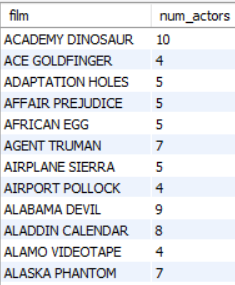 film num_actors
ACADEMY DINOSAUR 10
ACE GOLDFINGER 4
ADAPTATION HOLES 5
AFFAIR PREJUDICE 5
AFRICAN EGG 5
AGENT TRUMAN 7
AIRPLANE SIERRA 5
AIRPORT POLLOCK 4
ALABAMA DEVIL 9
ALADDIN CALENDAR 8
ALAMO VIDEOTAPE 4
ALASKA PHANTOM 7